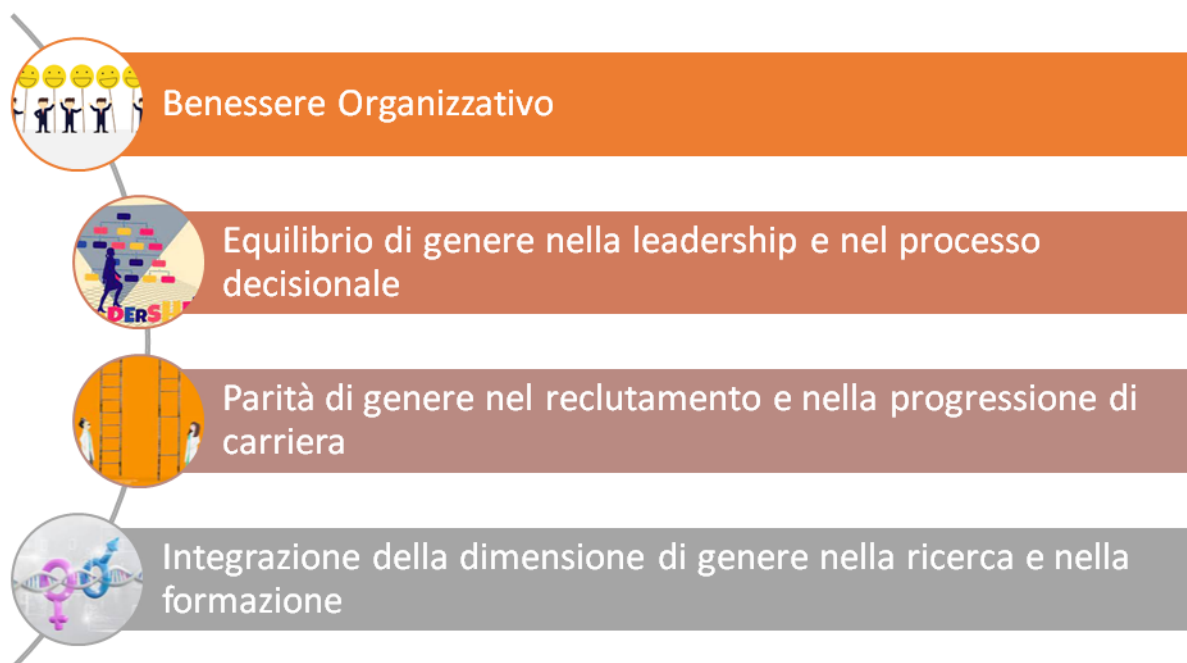 Benessere Organizzativo
Equilibrio di genere nella leadership e nel processo
decisionale
DERSH
Parità di genere nel reclutamento e nella progressione di
carriera
Integrazione della dimensione di genere nella ricerca e nella
formazione